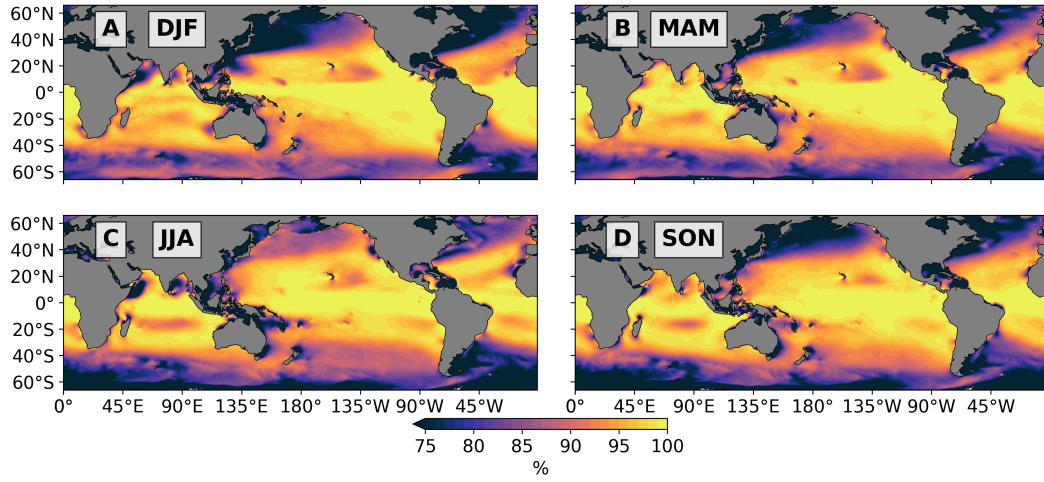 A DJF
B MAM
60°N
40°N
20°N
0°
20°S
40°S
60°S
C JJA
D SON
60°N
40°N
20°N
0°
20°S
40°S
60°S
0° 45°E 90°E 135°E 180° 135°W 90°W 45°W
0° 45°E 90°E 135°E 180° 135°W 90°W 45°W
75 80 85 90 95 100
%